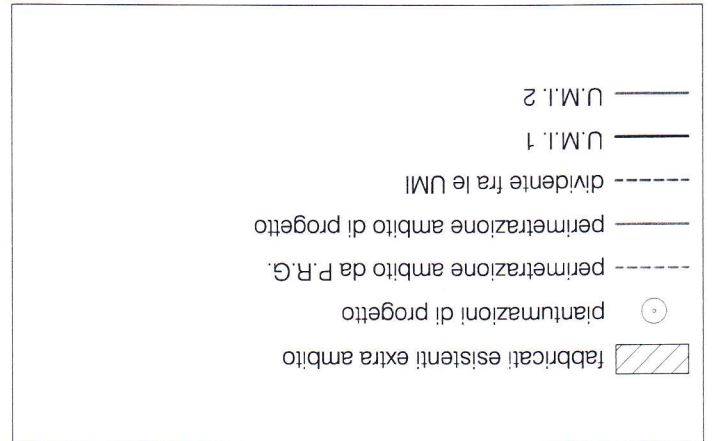 fabbricati esistenti extra ambito
piantumazioni di progetto
perimetrazione ambito da P.R.G.
perimetrazione ambito di progetto
dividente fra le UMI
U.M.I. 1
U.M.I. 2